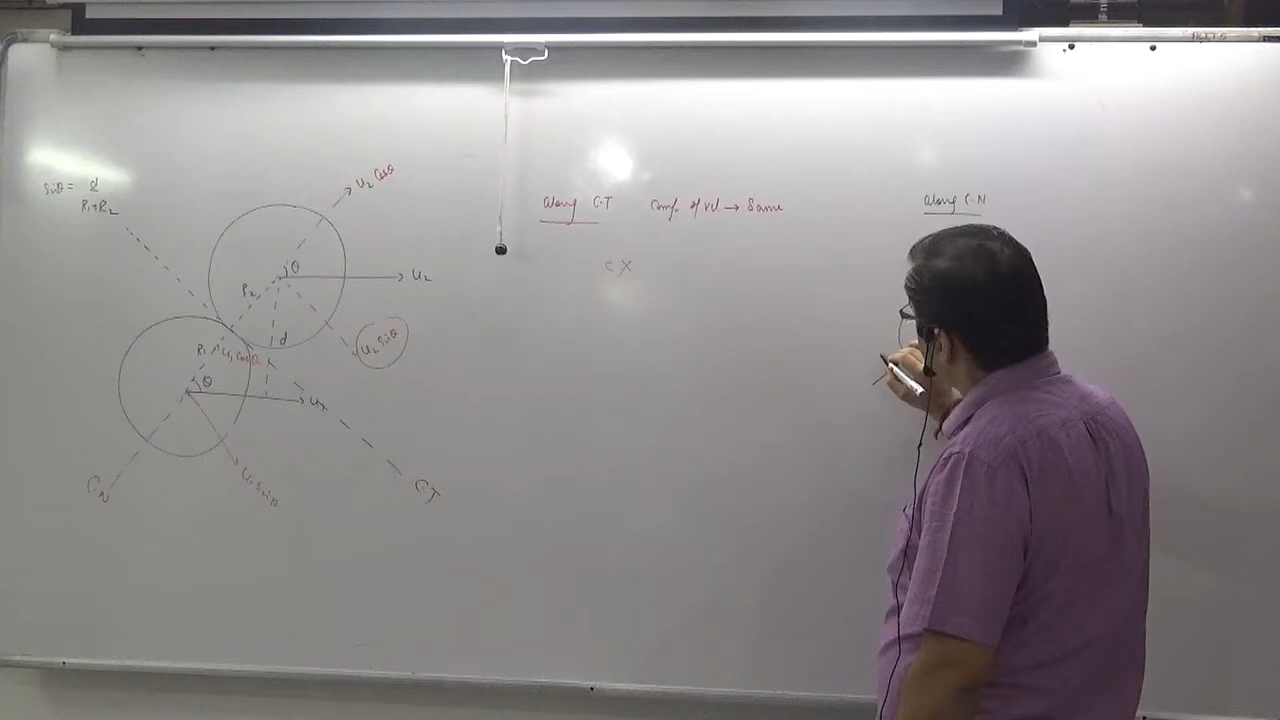 Sinθ = d
R₁+R₂
U₂ Cosθ
θ
U₂
R₂
d
U₂ Sinθ
R₁
U₁ Cosθ
θ
U₁
U₁ Sinθ
C.N
C.T
along C.T Comp. of vel → Same
e X
along C.N